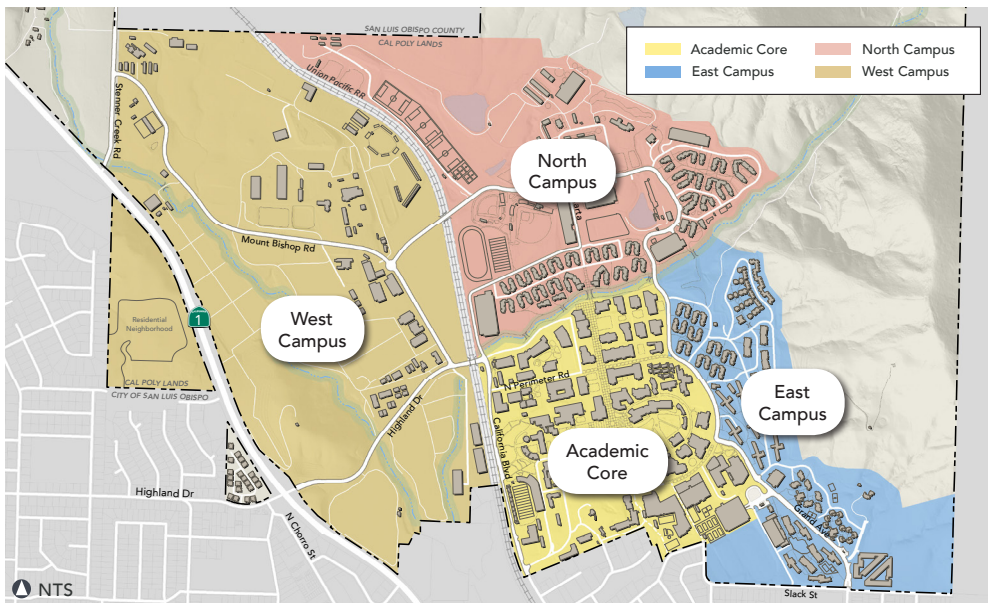 SAN LUIS OBISPO COUNTY
CAL POLY LANDS
Academic Core
North Campus
East Campus
West Campus
Union Pacific RR
Stenner Creek Rd
North
Campus
Mount Bishop Rd
1
Residential
Neighborhood
West
Campus
CAL POLY LANDS
CITY OF SAN LUIS OBISPO
N Perimeter Rd
Highland Dr
California Blvd
East
Campus
Academic
Core
Highland Dr
N Chorro St
Grand Ave
NTS
Slack St